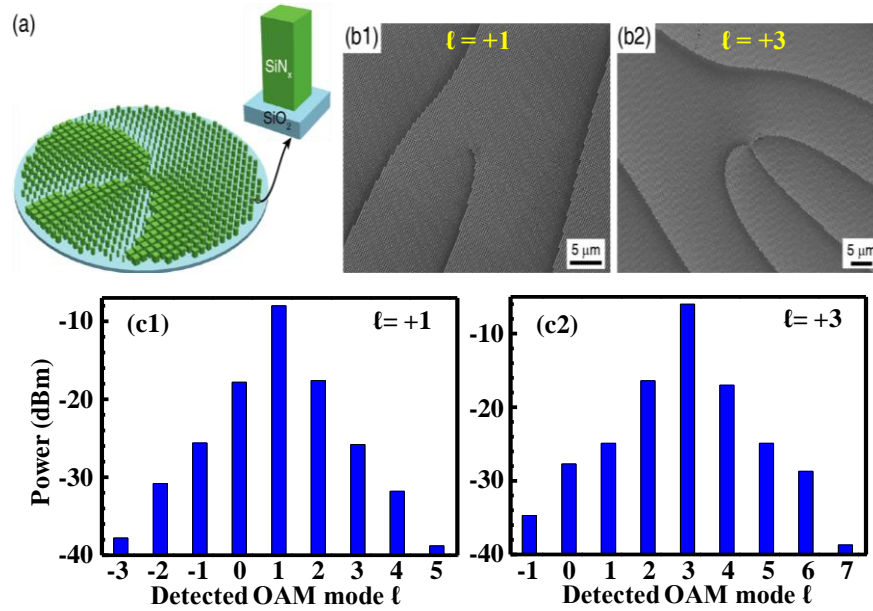 (a)
SiNx
SiO2
(b1)
ℓ = +1
5 μm
(b2)
ℓ = +3
5 μm
(c1)
ℓ= +1
Power (dBm)
-10
-20
-30
-40
-3 -2 -1 0 1 2 3 4 5
Detected OAM mode ℓ
(c2)
ℓ= +3
-10
-20
-30
-40
-1 0 1 2 3 4 5 6 7
Detected OAM mode ℓ